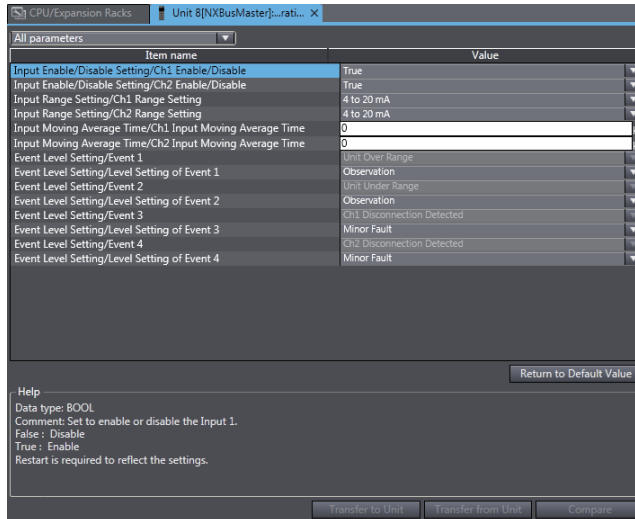 CPU/Expansion Racks Unit 8[NXBusMaster]:...rati... X
All parameters
Item name Value
Input Enable/Disable Setting/Ch1 Enable/Disable True
Input Enable/Disable Setting/Ch2 Enable/Disable True
Input Range Setting/Ch1 Range Setting 4 to 20 mA
Input Range Setting/Ch2 Range Setting 4 to 20 mA
Input Moving Average Time/Ch1 Input Moving Average Time 0
Input Moving Average Time/Ch2 Input Moving Average Time 0
Event Level Setting/Event 1 Unit Over Range
Event Level Setting/Level Setting of Event 1 Observation
Event Level Setting/Event 2 Unit Under Range
Event Level Setting/Level Setting of Event 2 Observation
Event Level Setting/Event 3 Ch1 Disconnection Detected
Event Level Setting/Level Setting of Event 3 Minor Fault
Event Level Setting/Event 4 Ch2 Disconnection Detected
Event Level Setting/Level Setting of Event 4 Minor Fault
Return to Default Value
Help
Data type: BOOL
Comment: Set to enable or disable the Input 1.
False : Disable
True : Enable
Restart is required to reflect the settings.
Transfer to Unit Transfer from Unit Compare